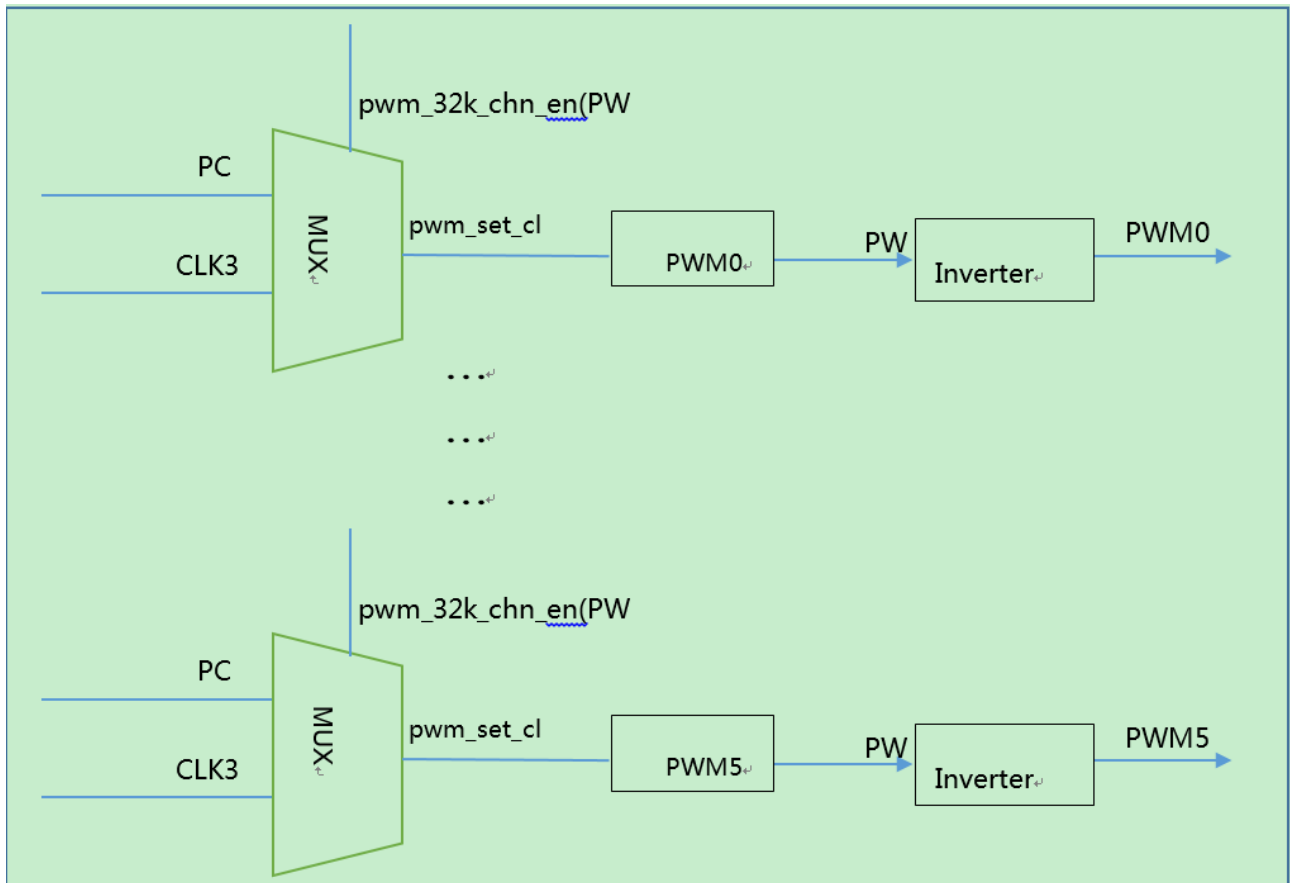 pwm_32k_chn_en(PW
PC
MUX
pwm_set_cl
CLK3
PWM0
PW
Inverter
PWM0
...
...
...
pwm_32k_chn_en(PW
PC
MUX
pwm_set_cl
CLK3
PWM5
PW
Inverter
PWM5